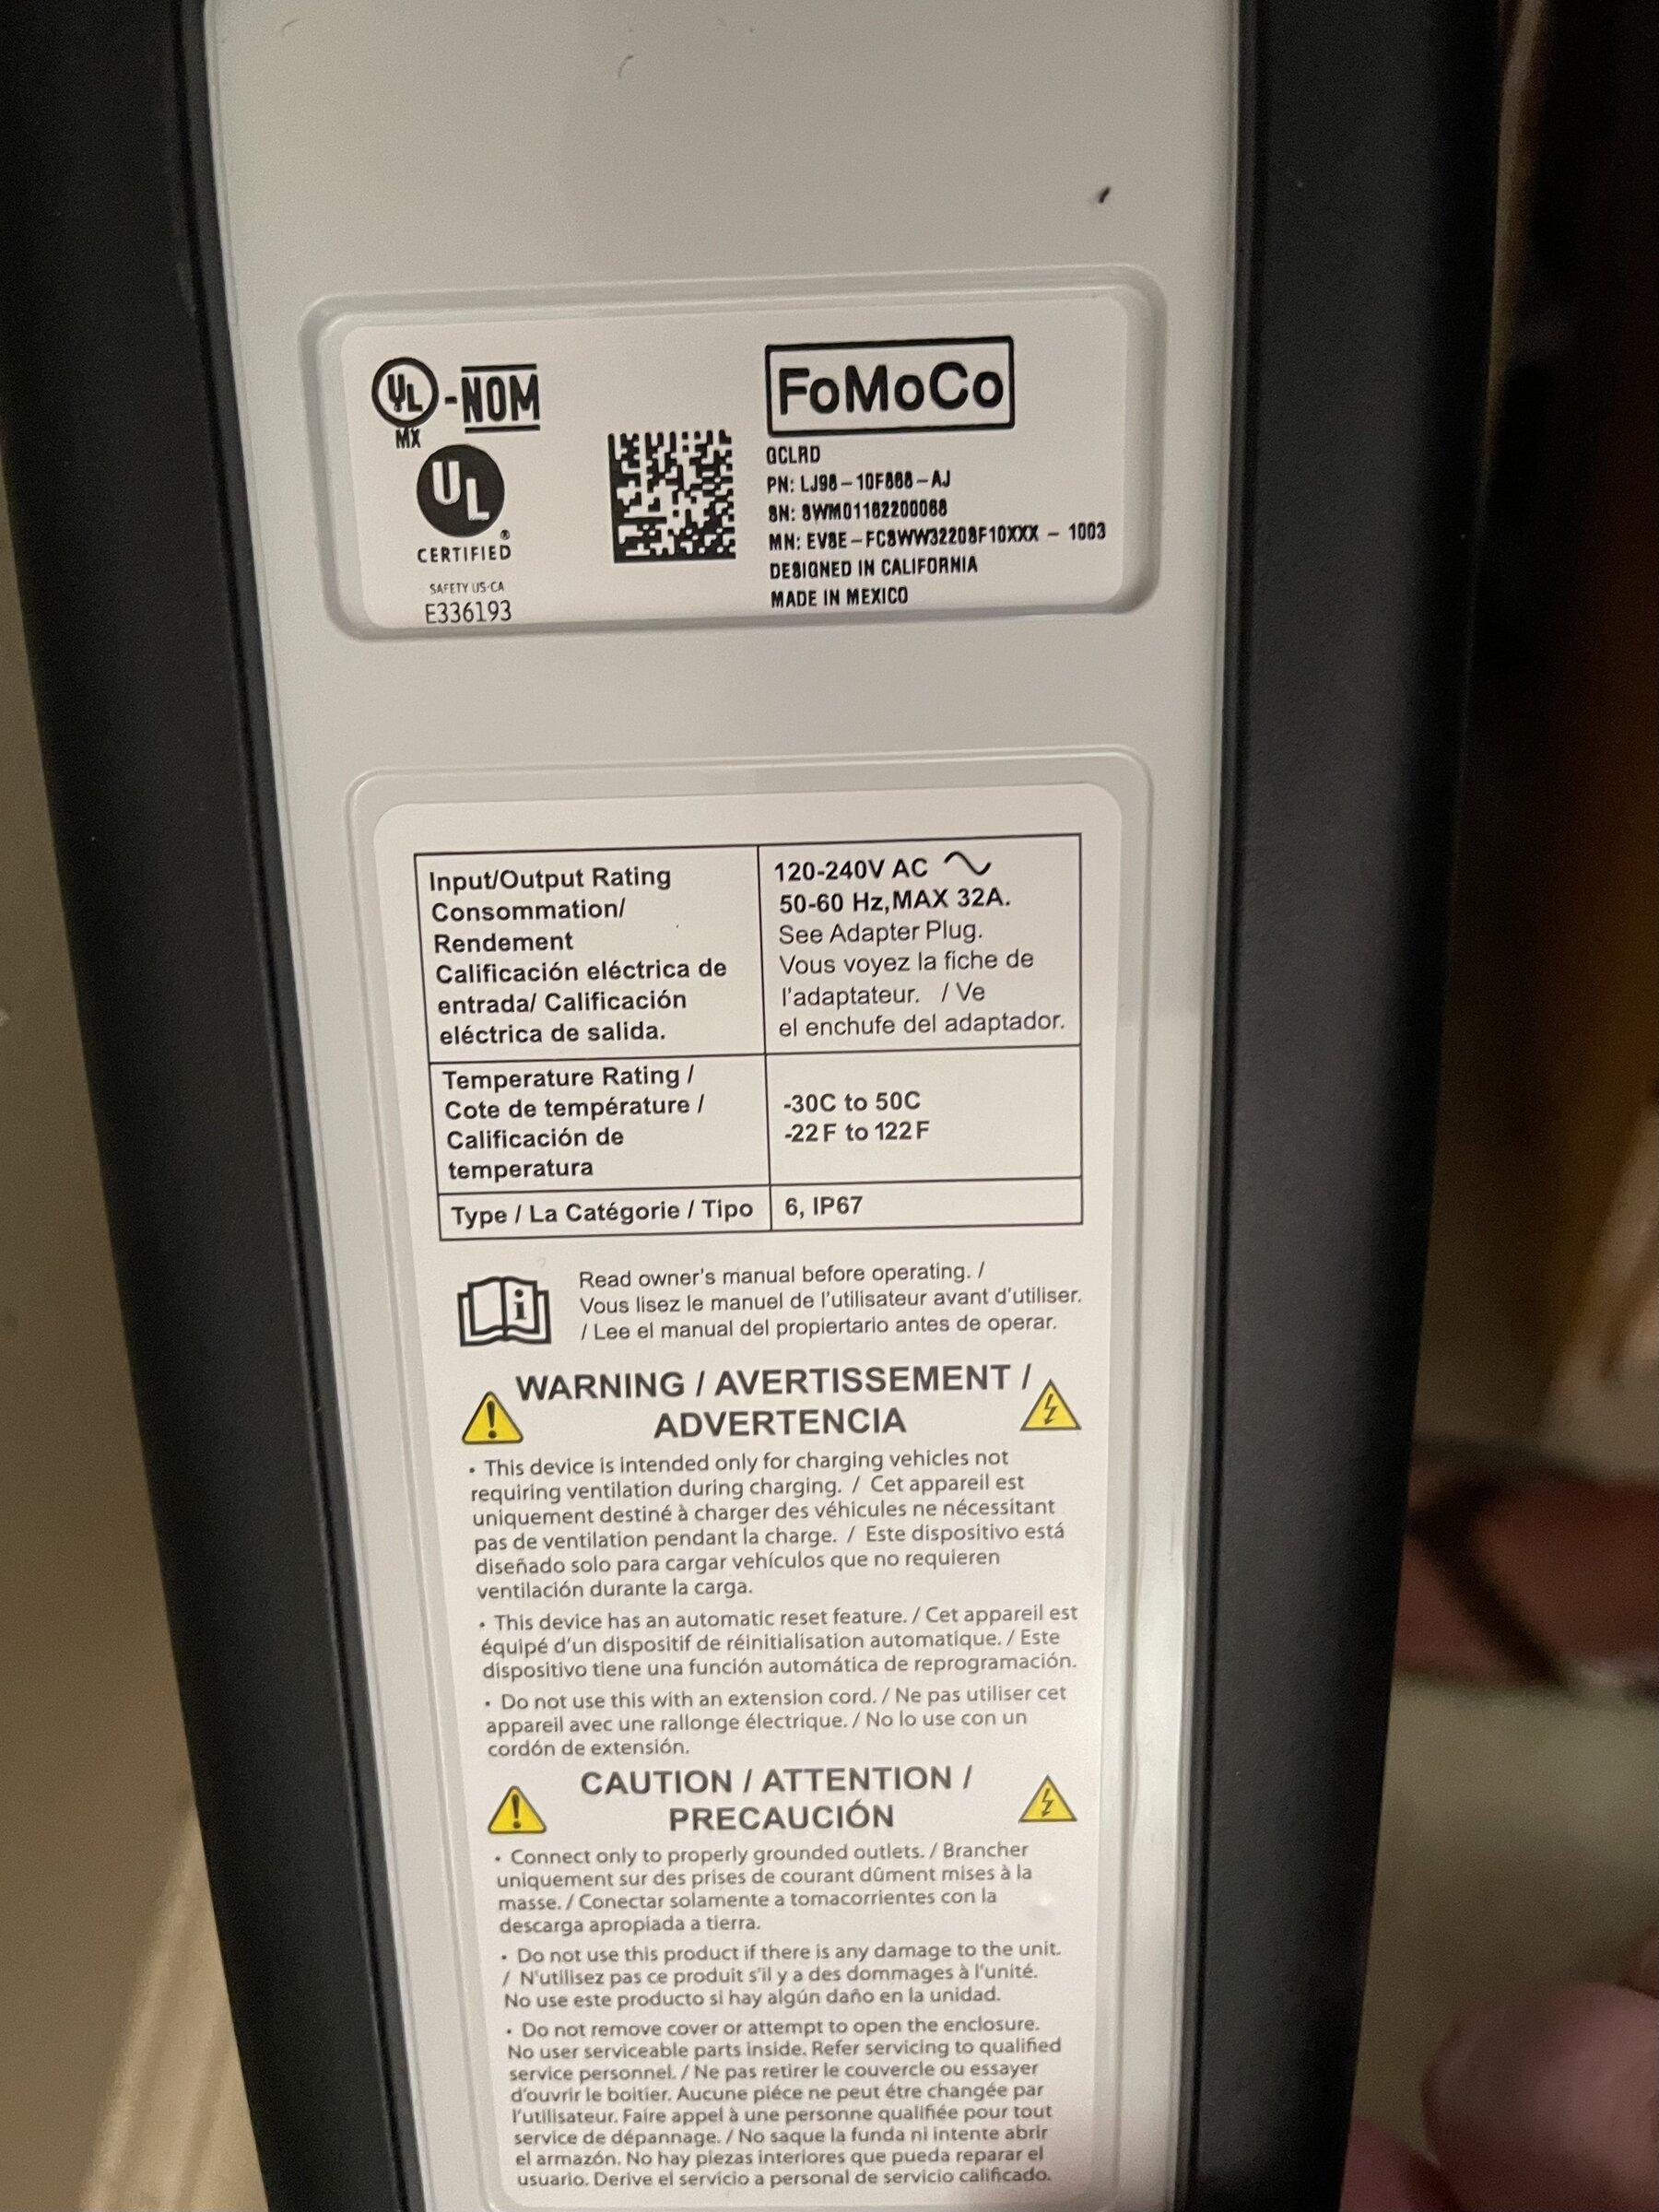 UL-NOM
MX
UL
®
CERTIFIED
SAFETY US-CA
E336193
FoMoCo
QCLRD
PN: LJ98-10F868-AJ
SN: SWM01162200068
MN: EVSE-FCSWW32208F10XXX - 1003
DESIGNED IN CALIFORNIA
MADE IN MEXICO
Input/Output Rating
Consommation/
Rendement
Calificación eléctrica de
entrada/ Calificación
eléctrica de salida.
120-240V AC
50-60 Hz,MAX 32A.
See Adapter Plug.
Vous voyez la fiche de
l'adaptateur. / Ve
el enchufe del adaptador.
Temperature Rating /
Cote de température /
Calificación de
temperatura
-30C to 50C
-22F to 122F
Type / La Catégorie / Tipo
6, IP67
Read owner's manual before operating. /
Vous lisez le manuel de l'utilisateur avant d'utiliser.
/ Lee el manual del propiertario antes de operar.
WARNING / AVERTISSEMENT /
ADVERTENCIA
• This device is intended only for charging vehicles not
requiring ventilation during charging. / Cet appareil est
uniquement destiné à charger des véhicules ne nécessitant
pas de ventilation pendant la charge. / Este dispositivo está
diseñado solo para cargar vehículos que no requieren
ventilación durante la carga.
• This device has an automatic reset feature. / Cet appareil est
équipé d'un dispositif de réinitialisation automatique. / Este
dispositivo tiene una función automática de reprogramación.
• Do not use this with an extension cord. / Ne pas utiliser cet
appareil avec une rallonge électrique. / No lo use con un
cordón de extensión.
CAUTION / ATTENTION /
PRECAUCIÓN
• Connect only to properly grounded outlets. / Brancher
uniquement sur des prises de courant dûment mises à la
masse. / Conectar solamente a tomacorrientes con la
descarga apropiada a tierra.
• Do not use this product if there is any damage to the unit.
/ N'utilisez pas ce produit s'il y a des dommages à l'unité.
No use este producto si hay algún daño en la unidad.
• Do not remove cover or attempt to open the enclosure.
No user serviceable parts inside. Refer servicing to qualified
service personnel. / Ne pas retirer le couvercle ou essayer
d'ouvrir le boitier. Aucune piéce ne peut étre changée par
l'utilisateur. Faire appel à une personne qualifiée pour tout
service de dépannage. / No saque la funda ni intente abrir
el armazón. No hay piezas interiores que pueda reparar el
usuario. Derive el servicio a personal de servicio calificado.